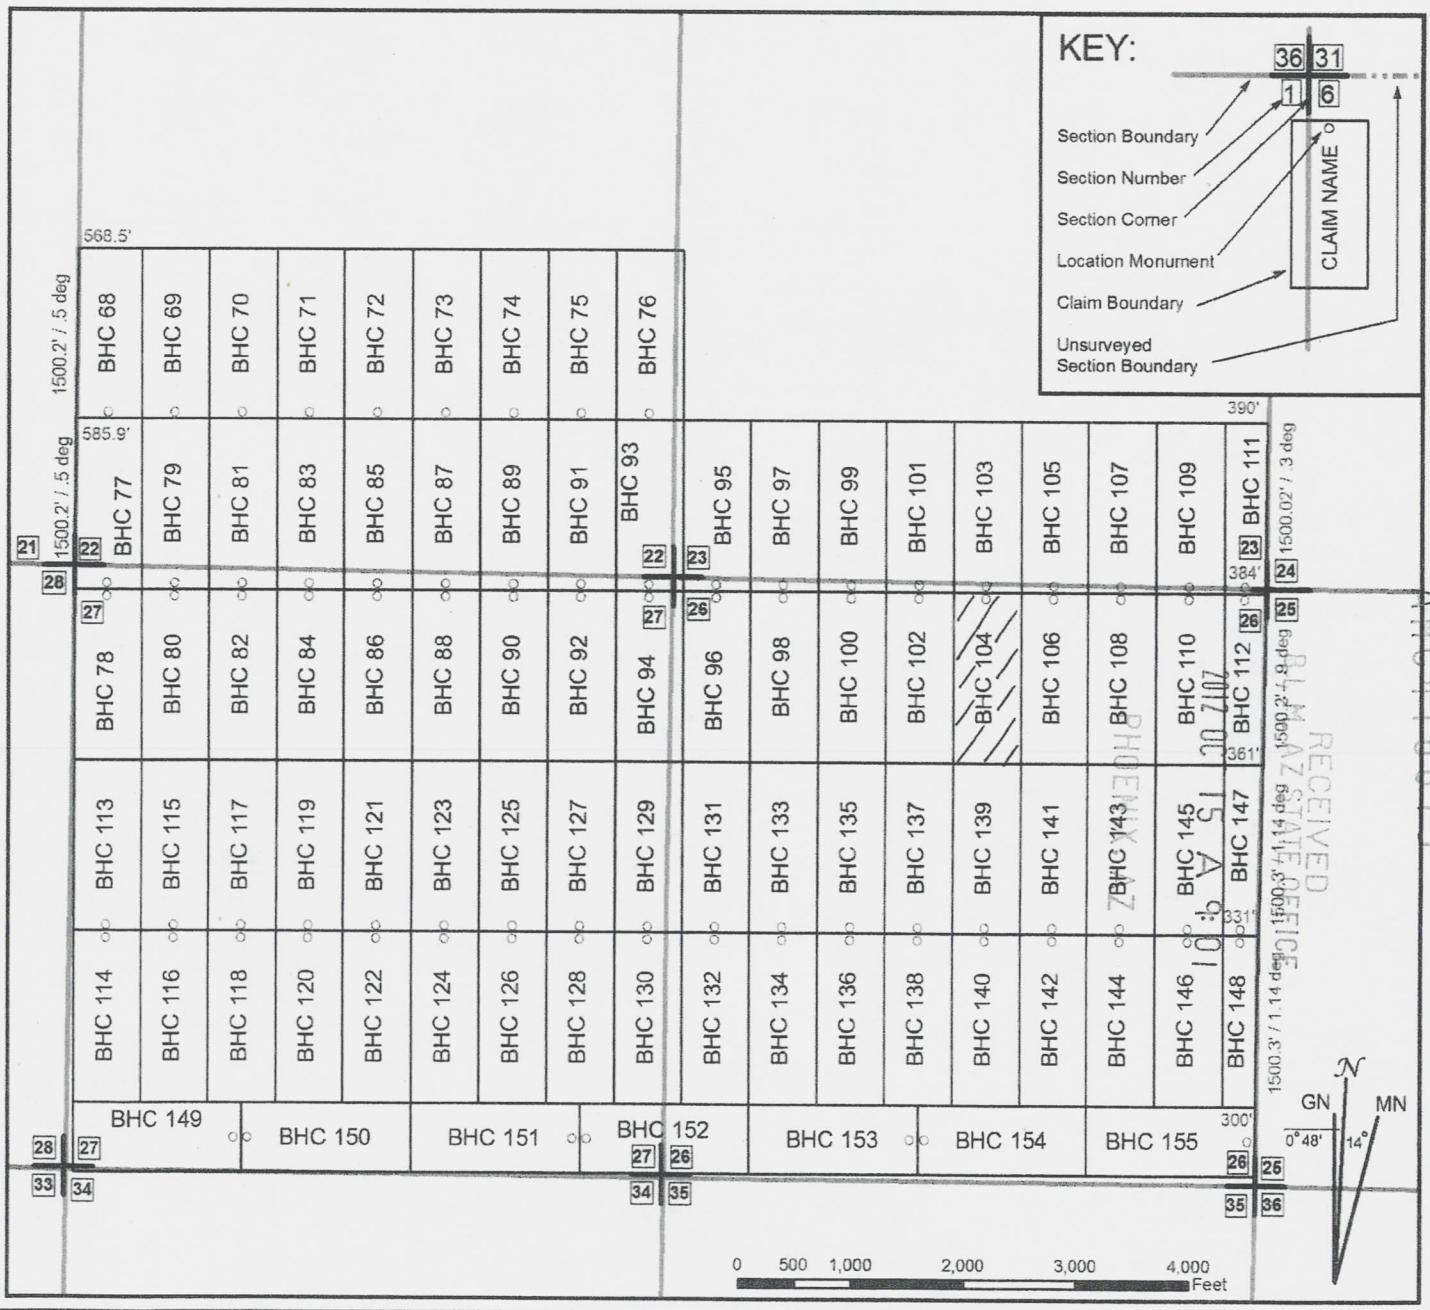 KEY:
36 31
1 6
Section Boundary
Section Number
Section Corner
Location Monument
Claim Boundary
Unsurveyed
Section Boundary
CLAIM NAME
568.5'
1500.2' / .5 deg
BHC 68
BHC 69
BHC 70
BHC 71
BHC 72
BHC 73
BHC 74
BHC 75
BHC 76
390'
585.9'
1500.2' / .5 deg
BHC 77
BHC 79
BHC 81
BHC 83
BHC 85
BHC 87
BHC 89
BHC 91
BHC 93
BHC 95
BHC 97
BHC 99
BHC 101
BHC 103
BHC 105
BHC 107
BHC 109
BHC 111
1500.02' / .3 deg
21 22
28 27
22 23
27 26
23 24
26 25
384'
BHC 78
BHC 80
BHC 82
BHC 84
BHC 86
BHC 88
BHC 90
BHC 92
BHC 94
BHC 96
BHC 98
BHC 100
BHC 102
BHC 104
BHC 106
BHC 108
BHC 110
BHC 112
1500.2' / .9 deg
361'
BHC 113
BHC 115
BHC 117
BHC 119
BHC 121
BHC 123
BHC 125
BHC 127
BHC 129
BHC 131
BHC 133
BHC 135
BHC 137
BHC 139
BHC 141
BHC 143
BHC 145
BHC 147
1500.3' / 1.14 deg
331'
BHC 114
BHC 116
BHC 118
BHC 120
BHC 122
BHC 124
BHC 126
BHC 128
BHC 130
BHC 132
BHC 134
BHC 136
BHC 138
BHC 140
BHC 142
BHC 144
BHC 146
BHC 148
1500.3' / 1.14 deg
RECEIVED
BLM AZ STATE OFFICE
2012 OC 15 A 9:01
PHOENIX AZ
BHC 149
BHC 150
BHC 151
BHC 152
BHC 153
BHC 154
BHC 155
300'
28 27
33 34
27 26
34 35
26 25
35 36
N
GN
MN
0° 48'
14°
0 500 1,000 2,000 3,000 4,000
Feet